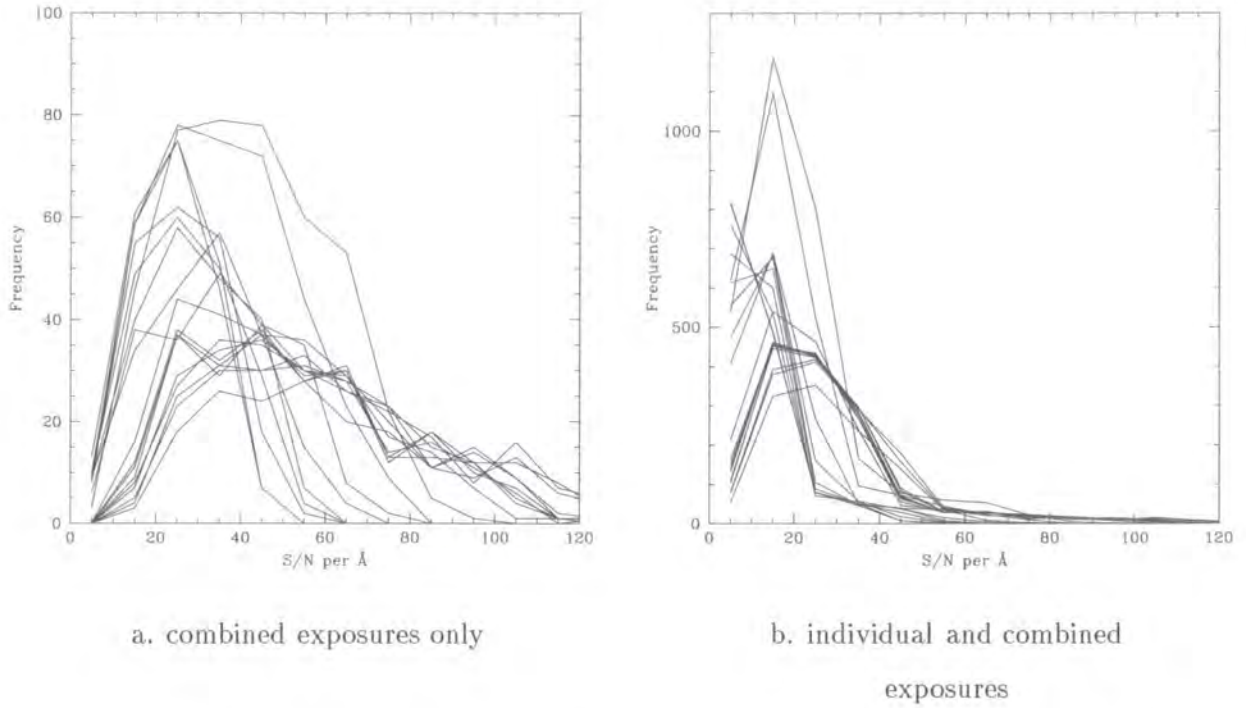 100
80
60
40
20
0
Frequency
0 20 40 60 80 100 120
S/N per Å
a. combined exposures only
1000
500
0
Frequency
0 20 40 60 80 100 120
S/N per Å
b. individual and combined
exposures